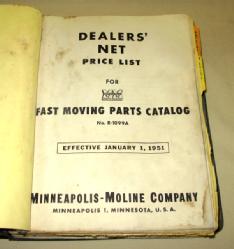 DEALERS'
NET
PRICE LIST
FOR
FAST MOVING PARTS CATALOG
No. R-1099A
EFFECTIVE JANUARY 1, 1951
MINNEAPOLIS-MOLINE COMPANY
MINNEAPOLIS 1, MINNESOTA, U. S. A.